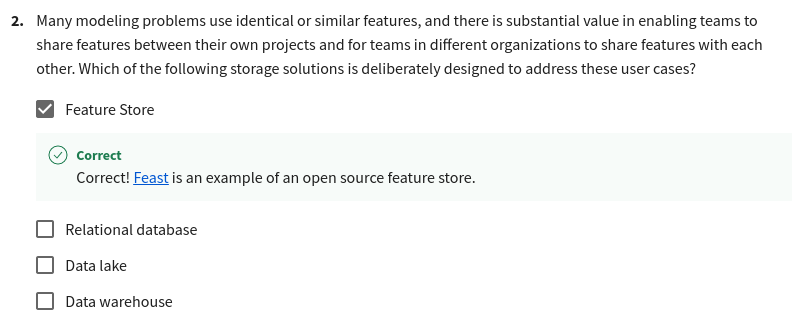 2. Many modeling problems use identical or similar features, and there is substantial value in enabling teams to
share features between their own projects and for teams in different organizations to share features with each
other. Which of the following storage solutions is deliberately designed to address these user cases?
Feature Store
Correct
Correct! Feast is an example of an open source feature store.
Relational database
Data lake
Data warehouse